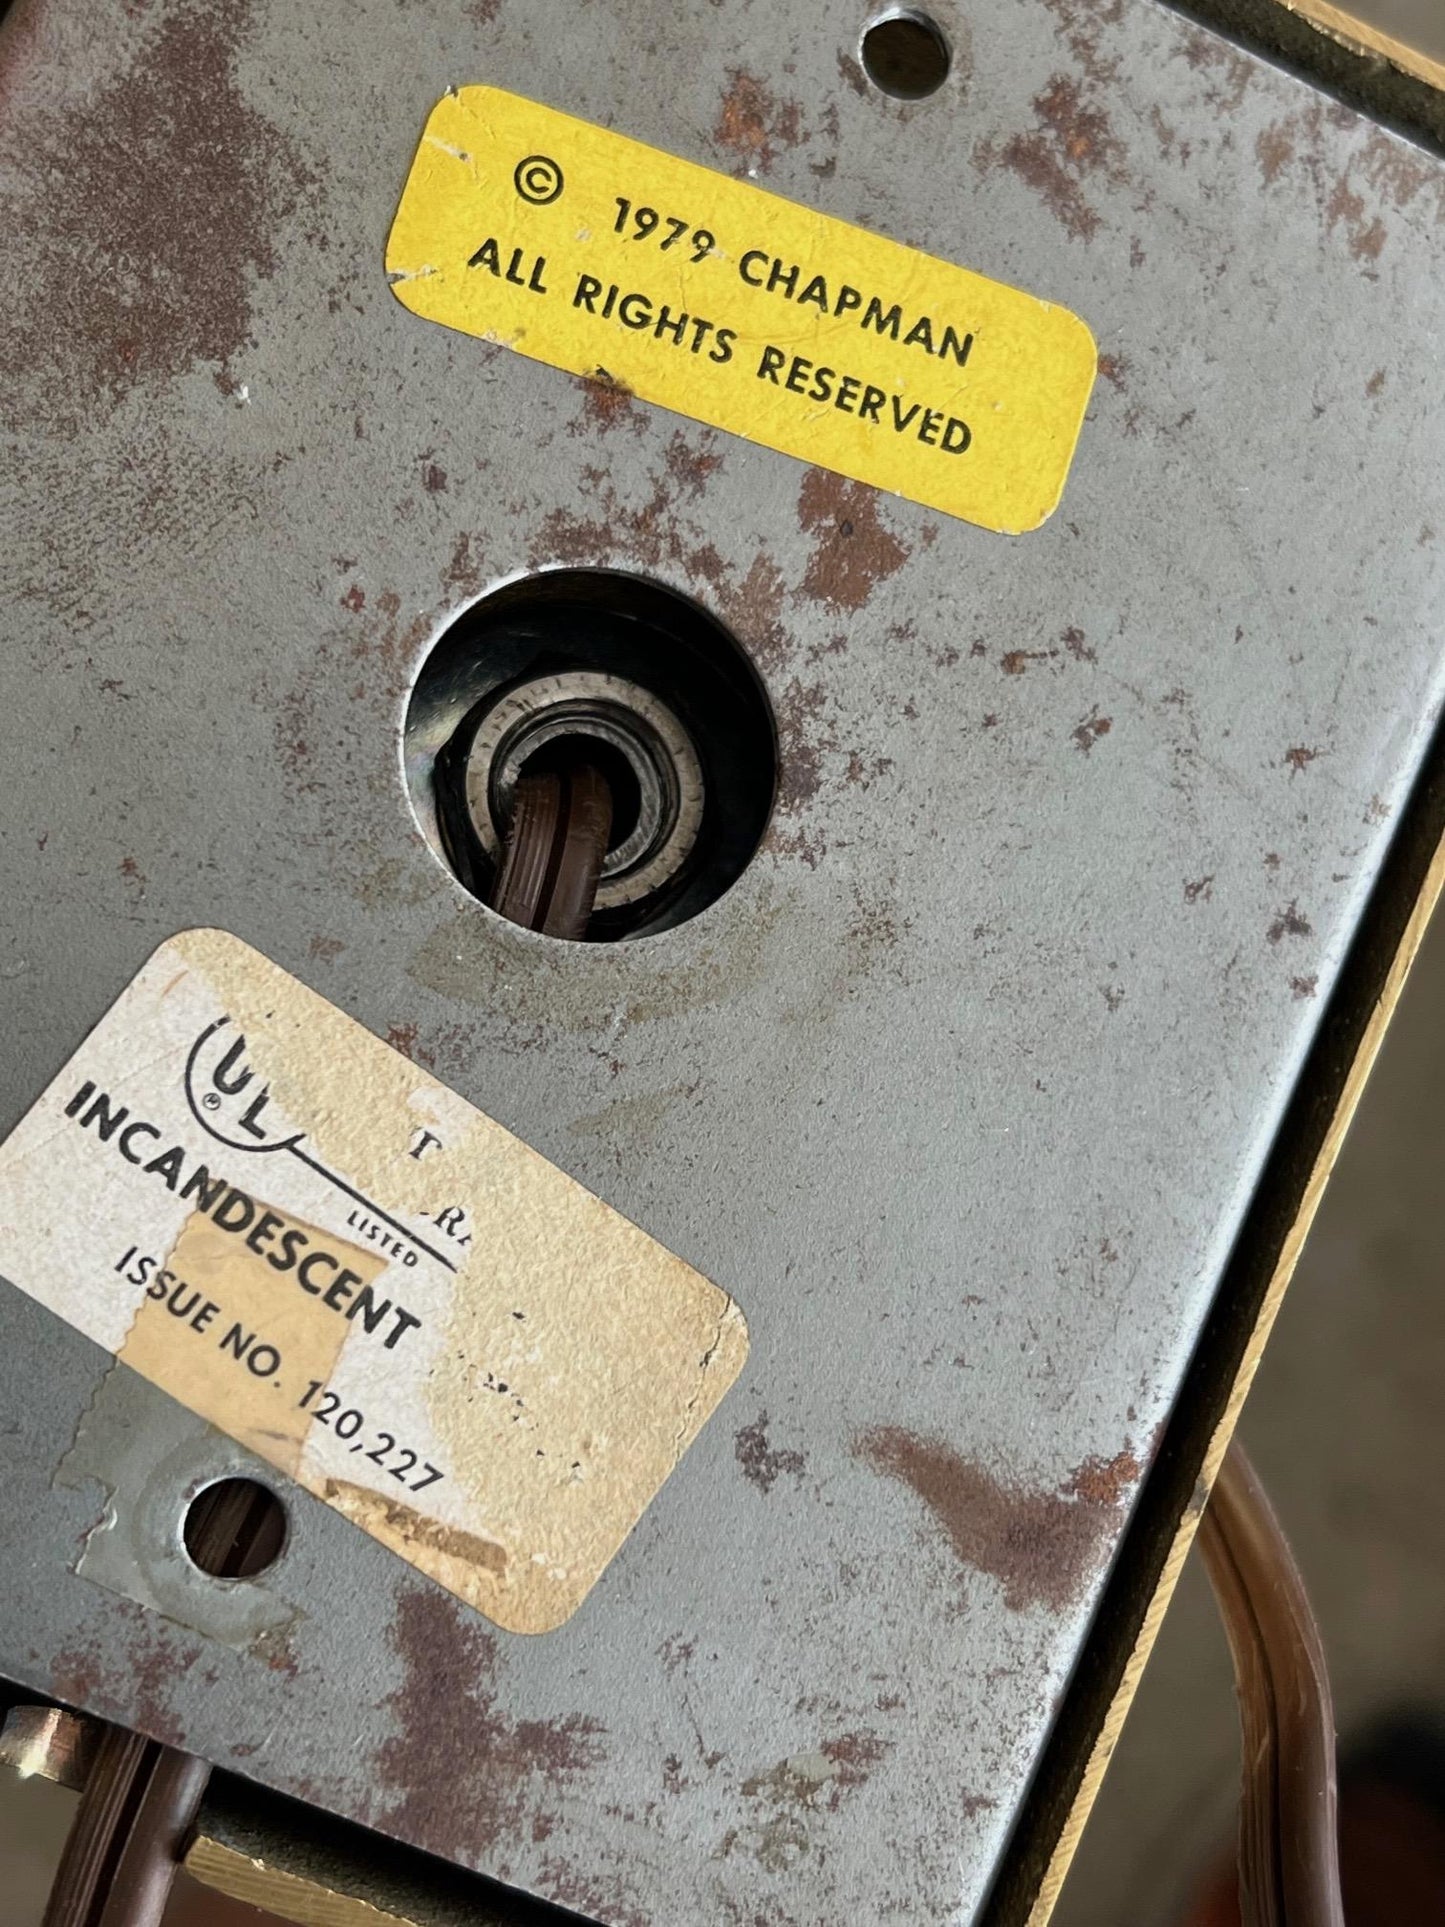 © 1979 CHAPMAN
ALL RIGHTS RESERVED
UL
LISTED
INCANDESCENT
ISSUE NO. 120,227